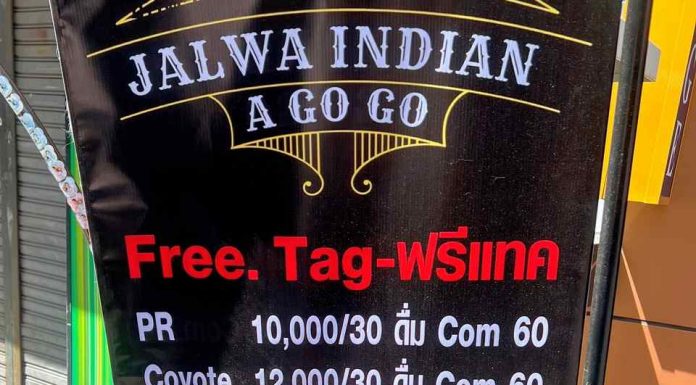 JALWA INDIAN
A GO GO
Free. Tag-ฟรีแทค
PR 10,000/30 ดื่ม Com 60
Coyote 12,000/30 ดื่ม Com 60